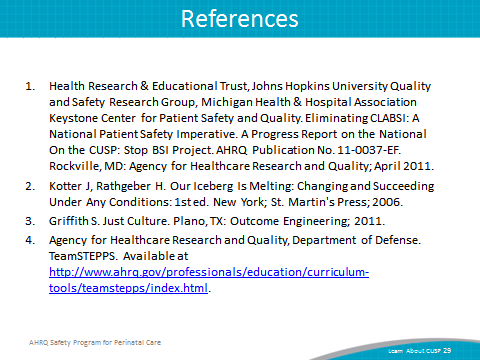 References
1. Health Research & Educational Trust, Johns Hopkins University Quality
and Safety Research Group, Michigan Health & Hospital Association
Keystone Center for Patient Safety and Quality. Eliminating CLABSI: A
National Patient Safety Imperative. A Progress Report on the National
On the CUSP: Stop BSI Project. AHRQ Publication No. 11-0037-EF.
Rockville, MD: Agency for Healthcare Research and Quality; April 2011.
2. Kotter J, Rathgeber H. Our Iceberg Is Melting: Changing and Succeeding
Under Any Conditions: 1st ed. New York; St. Martin's Press; 2006.
3. Griffith S. Just Culture. Plano, TX: Outcome Engineering; 2011.
4. Agency for Healthcare Research and Quality, Department of Defense.
TeamSTEPPS. Available at
http://www.ahrq.gov/professionals/education/curriculum-
tools/teamstepps/index.html.
AHRQ Safety Program for Perinatal Care
Learn About CUSP 29